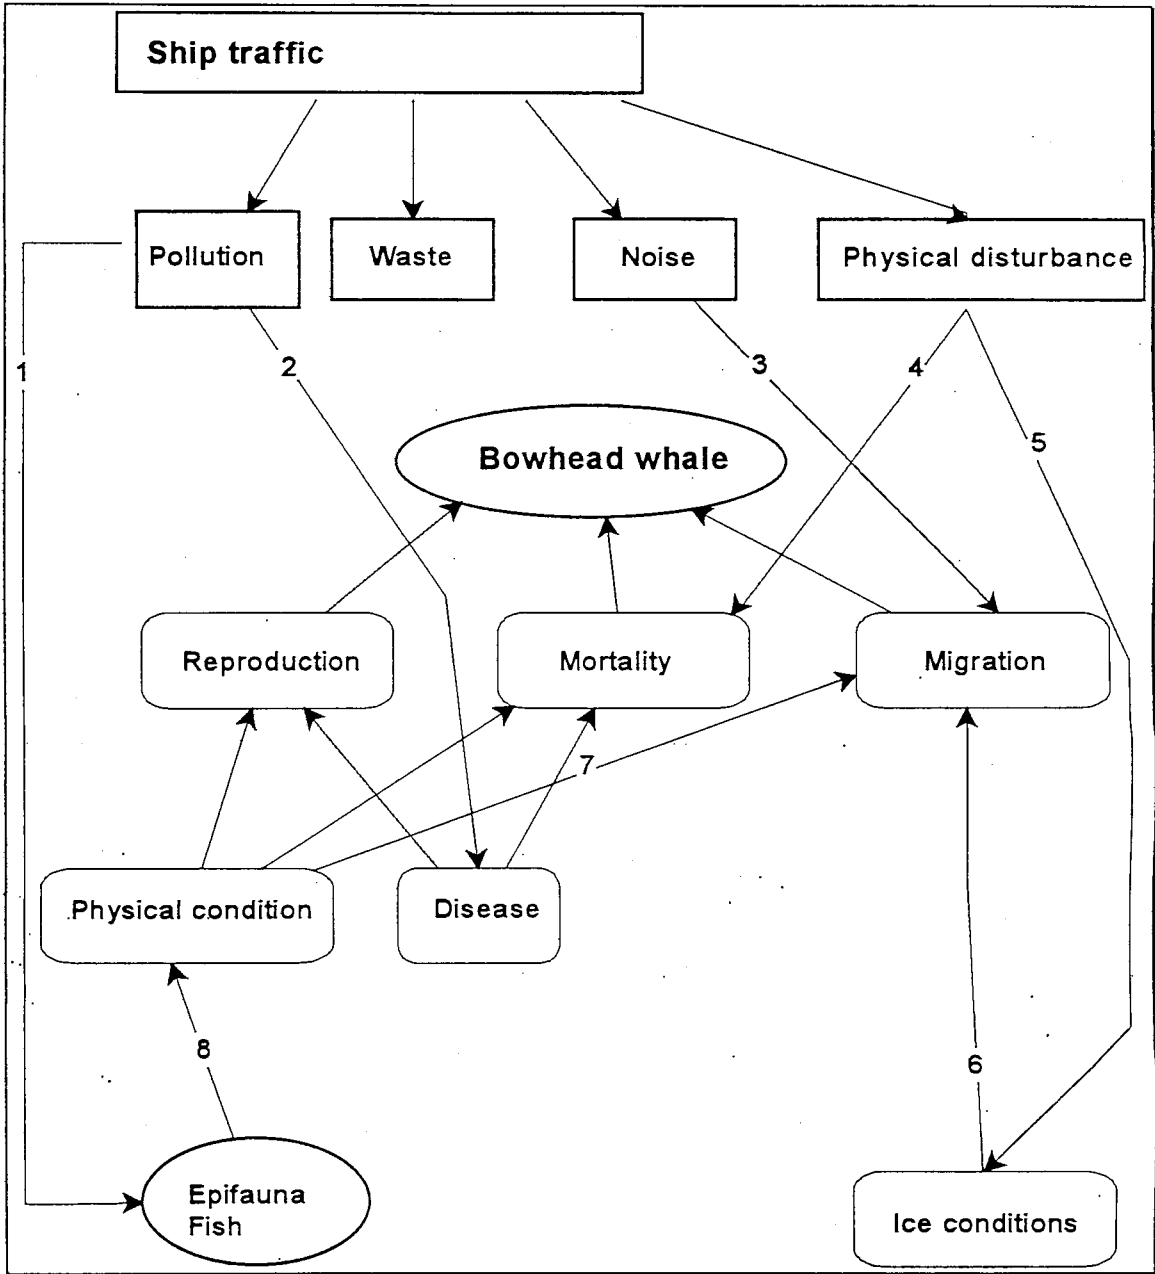 Ship traffic
Pollution
Waste
Noise
Physical disturbance
1
2
3
4
5
Bowhead whale
Reproduction
Mortality
Migration
7
Physical condition
Disease
8
6
Epifauna
Fish
Ice conditions